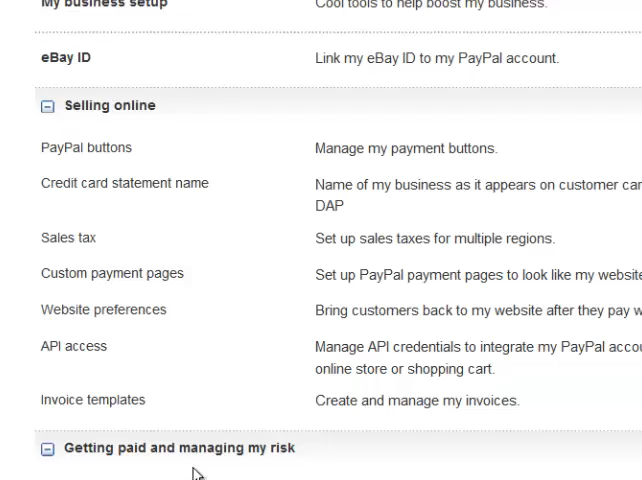 My business setup
Cool tools to help boost my business.
eBay ID
Link my eBay ID to my PayPal account.
Selling online
PayPal buttons
Manage my payment buttons.
Credit card statement name
Name of my business as it appears on customer
DAP
Sales tax
Set up sales taxes for multiple regions.
Custom payment pages
Set up PayPal payment pages to look like my
Website preferences
Bring customers back to my website after they pay
API access
Manage API credentials to integrate my PayPal
online store or shopping cart.
Invoice templates
Create and manage my invoices.
Getting paid and managing my risk